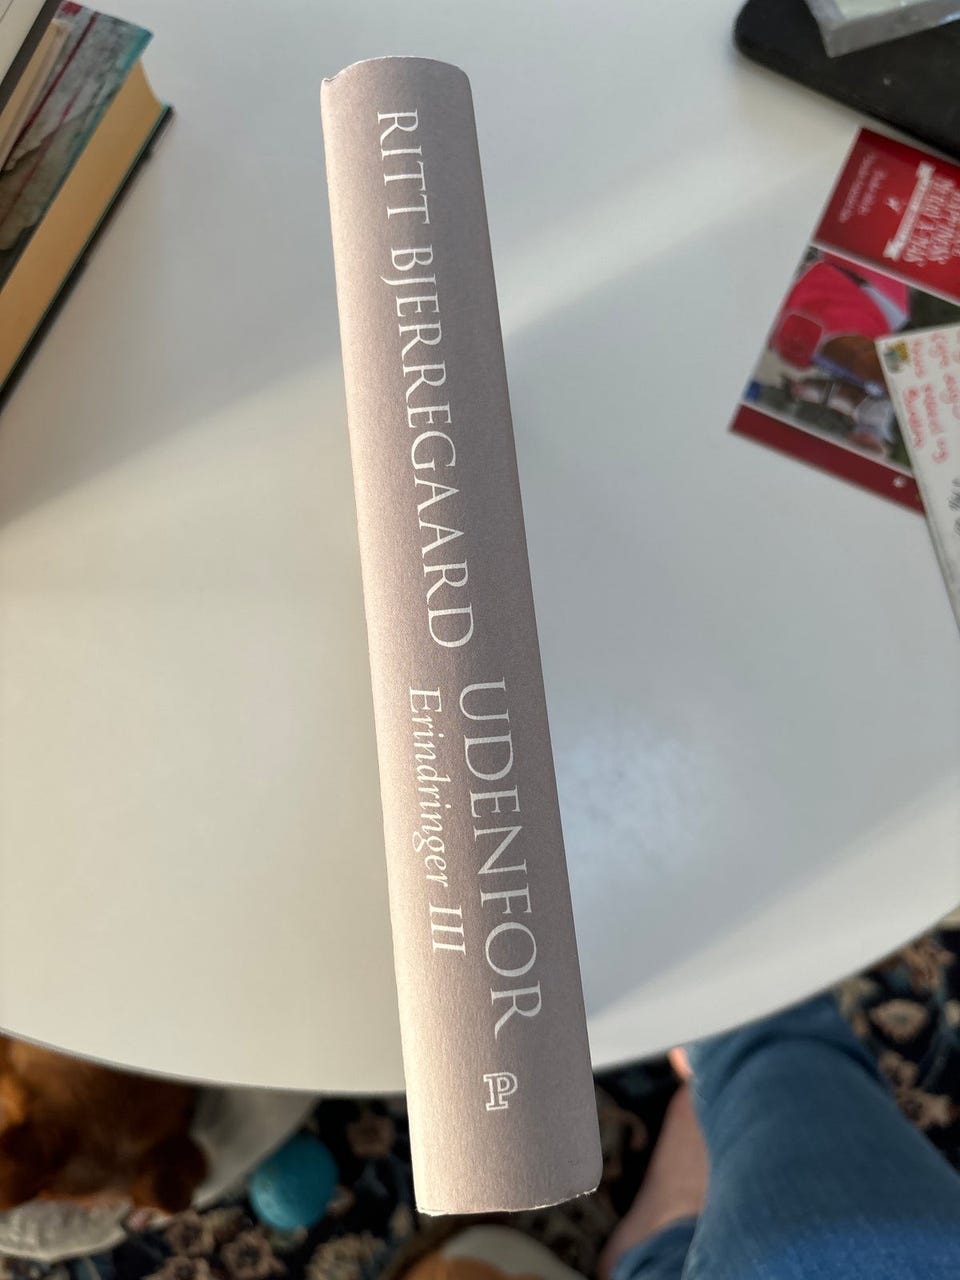 RITT BJERREGAARD
UDENFOR
Erindringer III
P